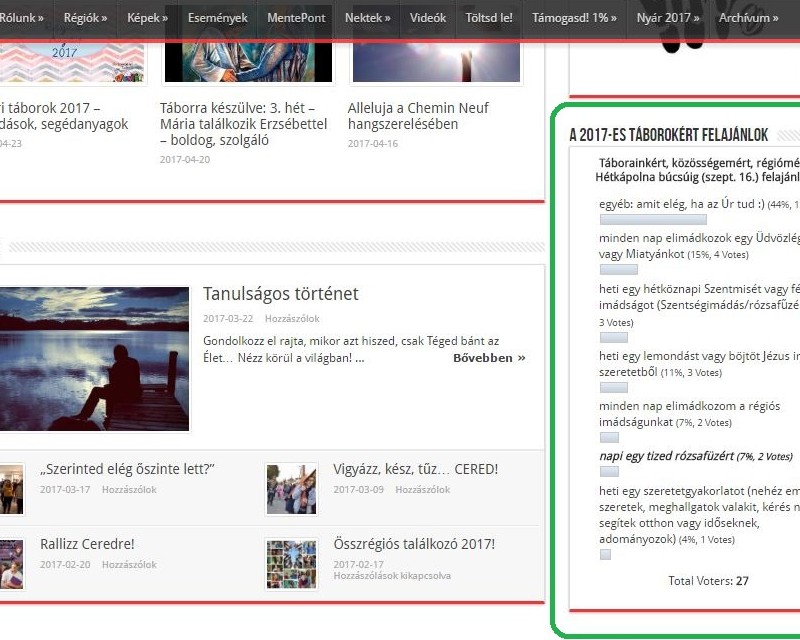 Rólunk » Régiók » Képek » Események MentePont Nektek » Videók Töltsd le! Támogasd! 1% » Nyár 2017 » Archívum »
2017
i táborok 2017 –
dások, segédanyagok
04-23
Táborra készülve: 3. hét –
Mária találkozik Erzsébettel
– boldog, szolgáló
2017-04-20
Alleluja a Chemin Neuf
hangszerelésében
2017-04-16
Tanulságos történet
2017-03-22 Hozzászólok
Gondolkozz el rajta, mikor azt hiszed, csak Téged bánt az
Élet… Nézz körül a világban! ...
Bővebben »
„Szerinted elég őszinte lett?”
2017-03-17 Hozzászólok
Vigyázz, kész, tűz… CERED!
2017-03-09 Hozzászólok
Rallizz Ceredre!
2017-02-20 Hozzászólok
Összrégiós találkozó 2017!
2017-02-17
Hozzászólások kikapcsolva
A 2017-ES TÁBOROKÉRT FELAJÁNLOK
Táborainkért, közösségemért, régiómé
Hétkápolna búcsúig (szept. 16.) felajánl
egyéb: amit elég, ha az Úr tud :) (44%, 1
minden nap elimádkozok egy Üdvözlég
vagy Miatyánkot (15%, 4 Votes)
heti egy hétköznapi Szentmisét vagy fé
imádságot (Szentségimádás/rózsafűzé
3 Votes)
heti egy lemondást vagy böjtöt Jézus ir
szeretetből (11%, 3 Votes)
minden nap elimádkozom a régiós
imádságunkat (7%, 2 Votes)
napi egy tized rózsafüzért (7%, 2 Votes)
heti egy szeretetgyakorlatot (nehéz em
szeretek, meghallgatok valakit, kérés n
segítek otthon vagy időseknek,
adományozok) (4%, 1 Votes)
Total Voters: 27